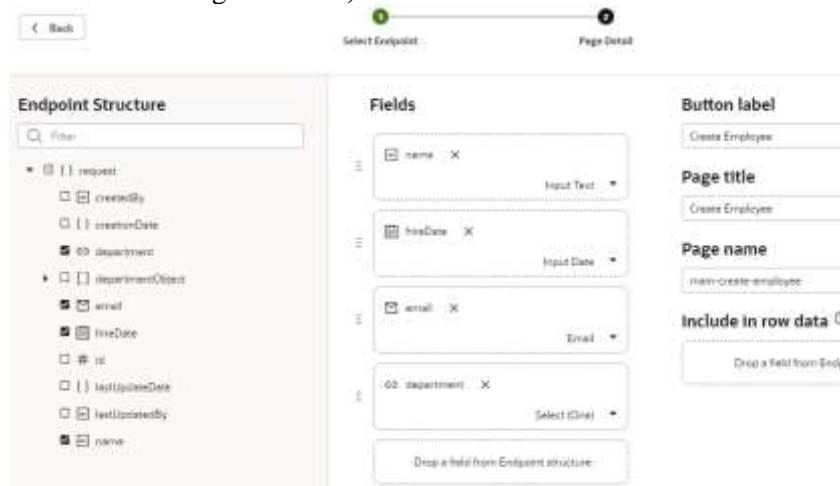 Back
1
2
Select Endpoint
Page Detail
Endpoint Structure
Filter
{ } request
createdBy
{ } creationDate
department
[ ] departmentObject
email
hireDate
# id
{ } lastUpdateDate
lastUpdatedBy
name
Fields
name
Input Text
hireDate
Input Date
email
Email
department
Select (One)
Drop a field from Endpoint structure
Button label
Create Employee
Page title
Create Employee
Page name
main-create-employee
Include in row data
Drop a field from Endp